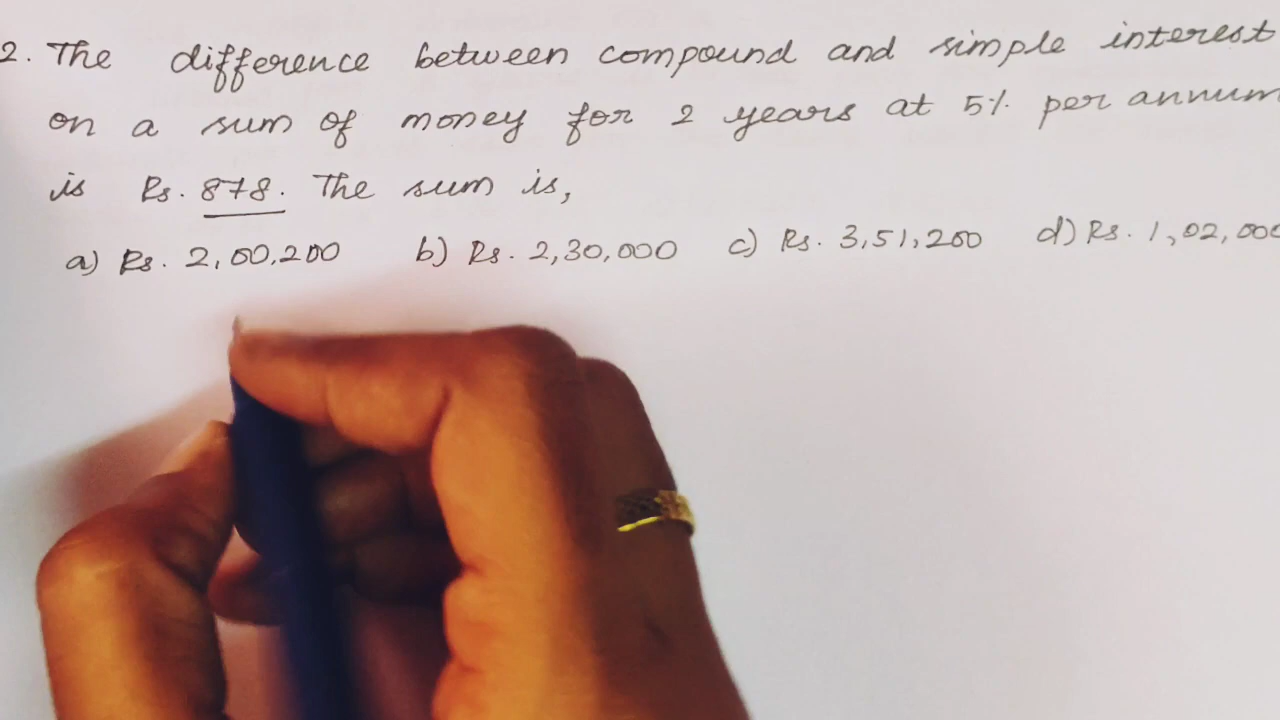 2. The difference between compound and simple interest
on a sum of money for 2 years at 5% per annum
is Rs. 878. The sum is,
a) Rs. 2,00,200 b) Rs. 2,30,000 c) Rs. 3,51,200 d) Rs. 1,02,000